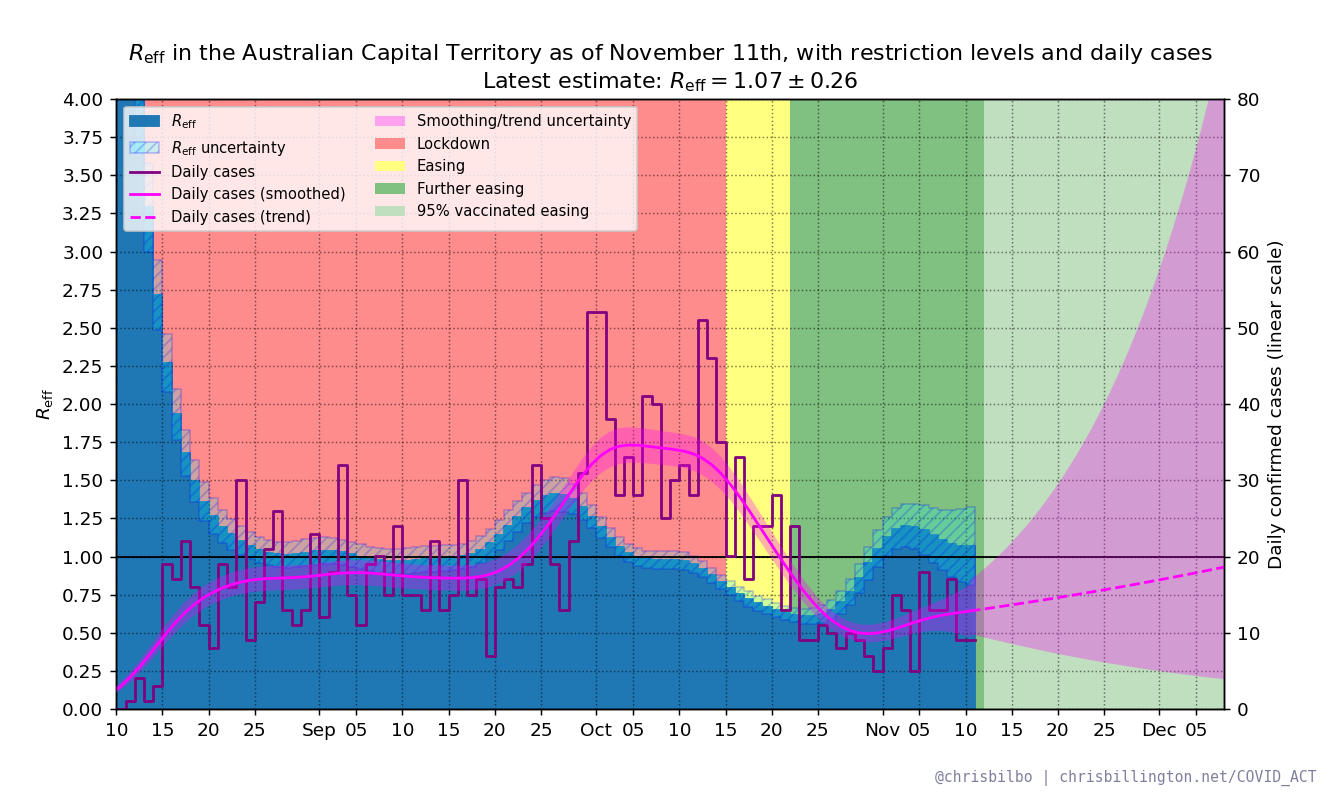 R_eff in the Australian Capital Territory as of November 11th, with restriction levels and daily cases
Latest estimate: R_eff = 1.07 ± 0.26
R_eff
R_eff uncertainty
Daily cases
Daily cases (smoothed)
Daily cases (trend)
Smoothing/trend uncertainty
Lockdown
Easing
Further easing
95% vaccinated easing
R_eff
4.00
3.75
3.50
3.25
3.00
2.75
2.50
2.25
2.00
1.75
1.50
1.25
1.00
0.75
0.50
0.25
0.00
80
70
60
50
40
30
20
10
0
Daily confirmed cases (linear scale)
10 15 20 25 Sep 05 10 15 20 25 Oct 05 10 15 20 25 Nov 05 10 15 20 25 Dec 05
@chrisbilbo | chrisbillington.net/COVID_ACT